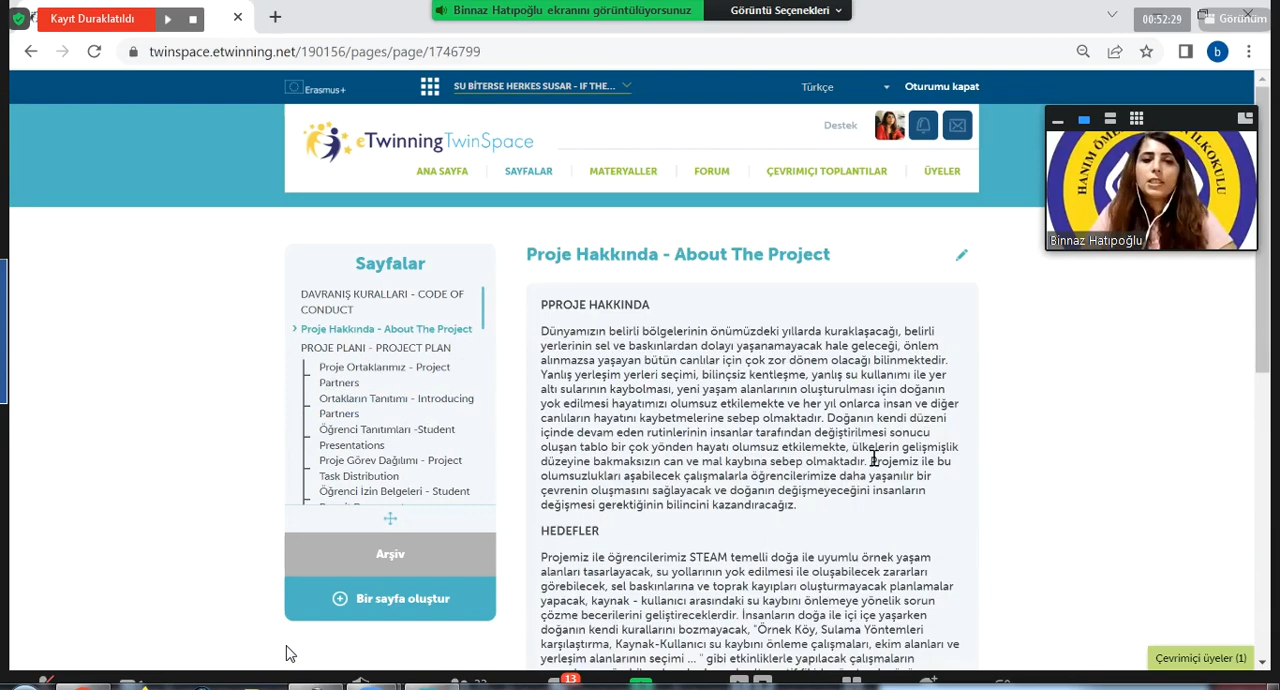 Kayıt Duraklatıldı
Binnaz Hatıpoğlu ekranını görüntülüyorsunuz
Görüntü Seçenekleri
00:52:29
Görünüm
twinspace.etwinning.net/190156/pages/page/1746799
b
Erasmus+
SU BİTERSE HERKES SUSAR - IF THE...
Türkçe
Oturumu kapat
eTwinningTwinSpace
Destek
ANA SAYFA
SAYFALAR
MATERYALLER
FORUM
ÇEVRIMIÇI TOPLANTILAR
ÜYELER
HANIM ÖME
İLKOKULU
Binnaz Hatıpoğlu
Sayfalar
DAVRANIŞ KURALLARI - CODE OF
CONDUCT
Proje Hakkında - About The Project
PROJE PLANI - PROJECT PLAN
Proje Ortaklarımız - Project
Partners
Ortakların Tanıtımı - Introducing
Partners
Öğrenci Tanıtımları -Student
Presentations
Proje Görev Dağılımı - Project
Task Distribution
Öğrenci İzin Belgeleri - Student
Arşiv
Bir sayfa oluştur
Proje Hakkında - About The Project
PPROJE HAKKINDA
Dünyamızın belirli bölgelerinin önümüzdeki yıllarda kuraklaşacağı, belirli
yerlerinin sel ve baskınlardan dolayı yaşanamayacak hale geleceği, önlem
alınmazsa yaşayan bütün canlılar için çok zor dönem olacağı bilinmektedir.
Yanlış yerleşim yerleri seçimi, bilinçsiz kentleşme, yanlış su kullanımı ile yer
altı sularının kaybolması, yeni yaşam alanlarının oluşturulması için doğanın
yok edilmesi hayatımızı olumsuz etkilemekte ve her yıl onlarca insan ve diğer
canlıların hayatını kaybetmelerine sebep olmaktadır. Doğanın kendi düzeni
içinde devam eden rutinlerinin insanlar tarafından değiştirilmesi sonucu
oluşan tablo bir çok yönden hayatı olumsuz etkilemekte, ülkelerin gelişmişlik
düzeyine bakmaksızın can ve mal kaybına sebep olmaktadır. Projemiz ile bu
olumsuzlukları aşabilecek çalışmalarla öğrencilerimize daha yaşanılır bir
çevrenin oluşmasını sağlayacak ve doğanın değişmeyeceğini insanların
değişmesi gerektiğinin bilincini kazandıracağız.
HEDEFLER
Projemiz ile öğrencilerimiz STEAM temelli doğa ile uyumlu örnek yaşam
alanları tasarlayacak, su yollarının yok edilmesi ile oluşabilecek zararları
görebilecek, sel baskınlarına ve toprak kayıpları oluşturmayacak planlamalar
yapacak, kaynak - kullanıcı arasındaki su kaybını önlemeye yönelik sorun
çözme becerilerini geliştireceklerdir. İnsanların doğa ile içi içe yaşarken
doğanın kendi kurallarını bozmayacak, "Örnek Köy, Sulama Yöntemleri
karşılaştırma, Kaynak-Kullanıcı su kaybını önleme çalışmaları, ekim alanları ve
yerleşim alanlarının seçimi ... " gibi etkinliklerle yapılacak çalışmaların
Çevrimiçi üyeler (1)
13